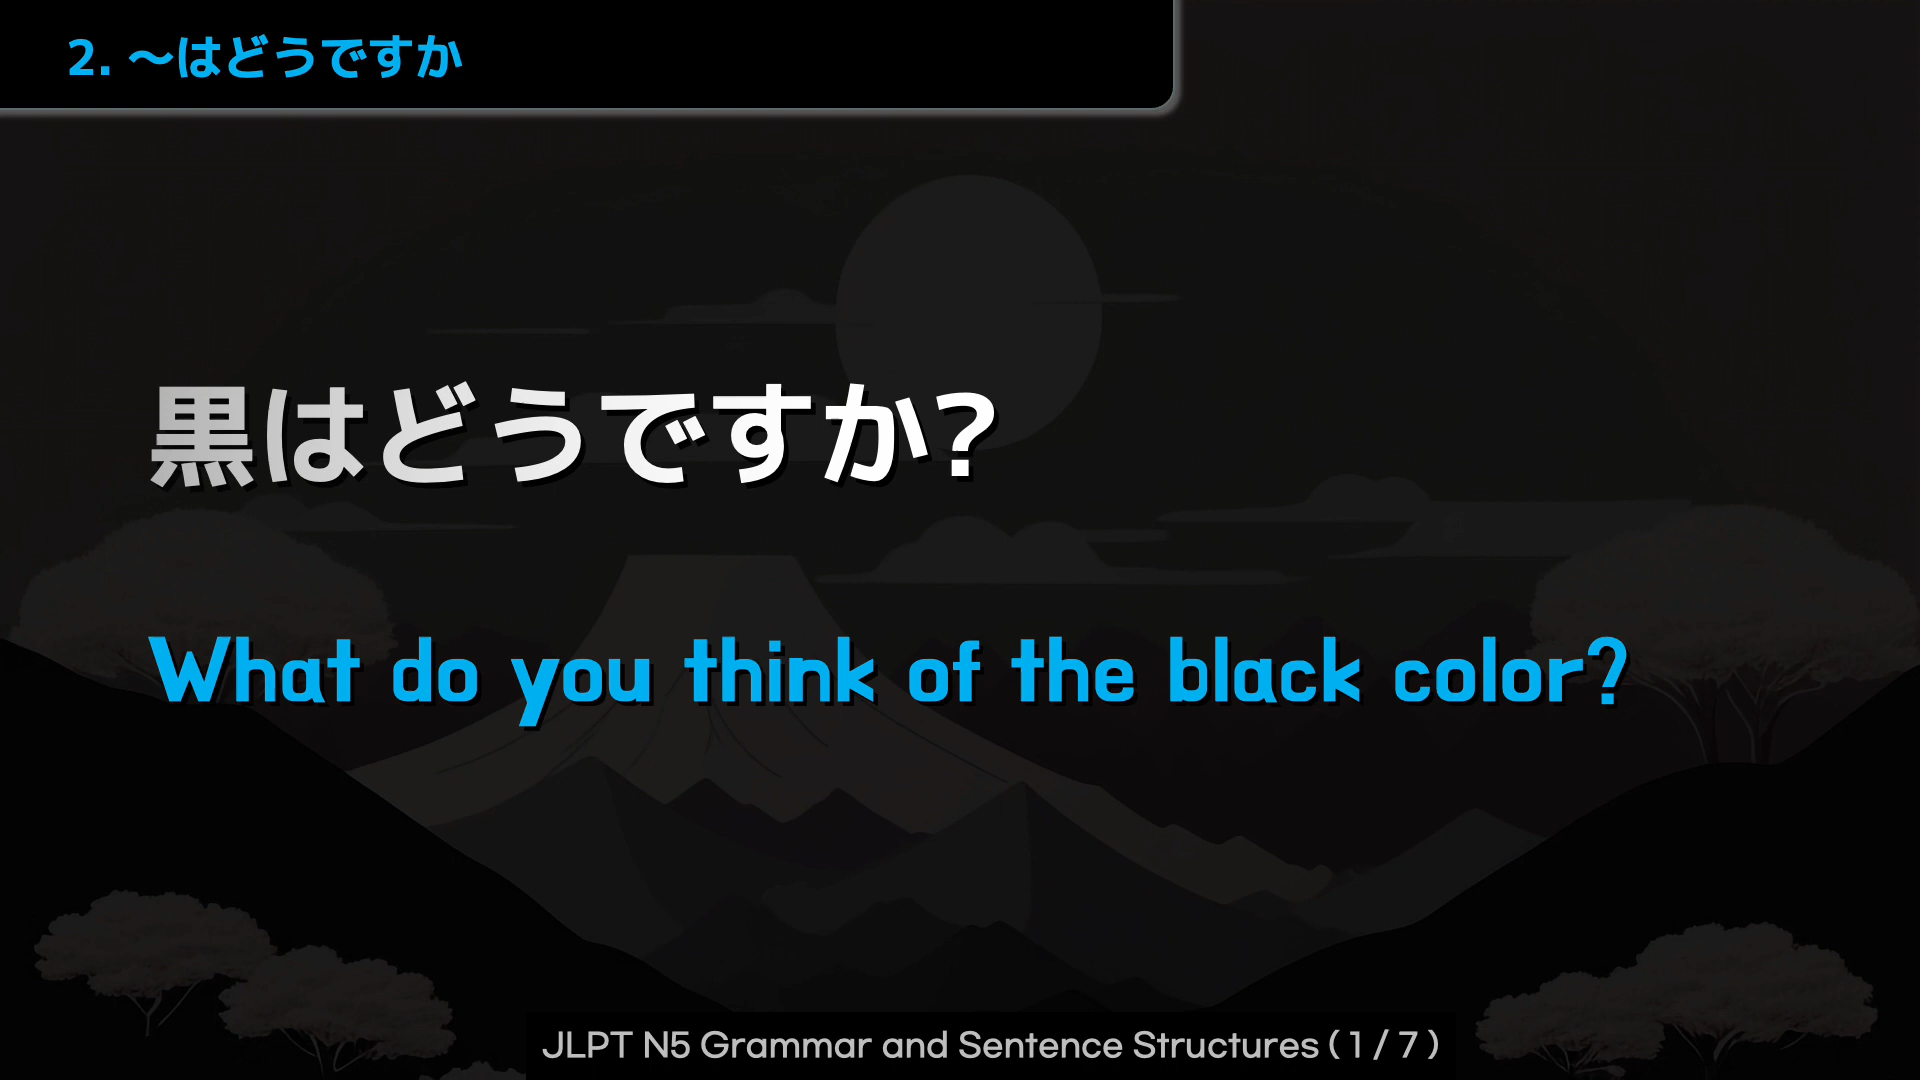 2. ～はどうですか
黒はどうですか?
What do you think of the black color?
JLPT N5 Grammar and Sentence Structures ( 1 / 7 )